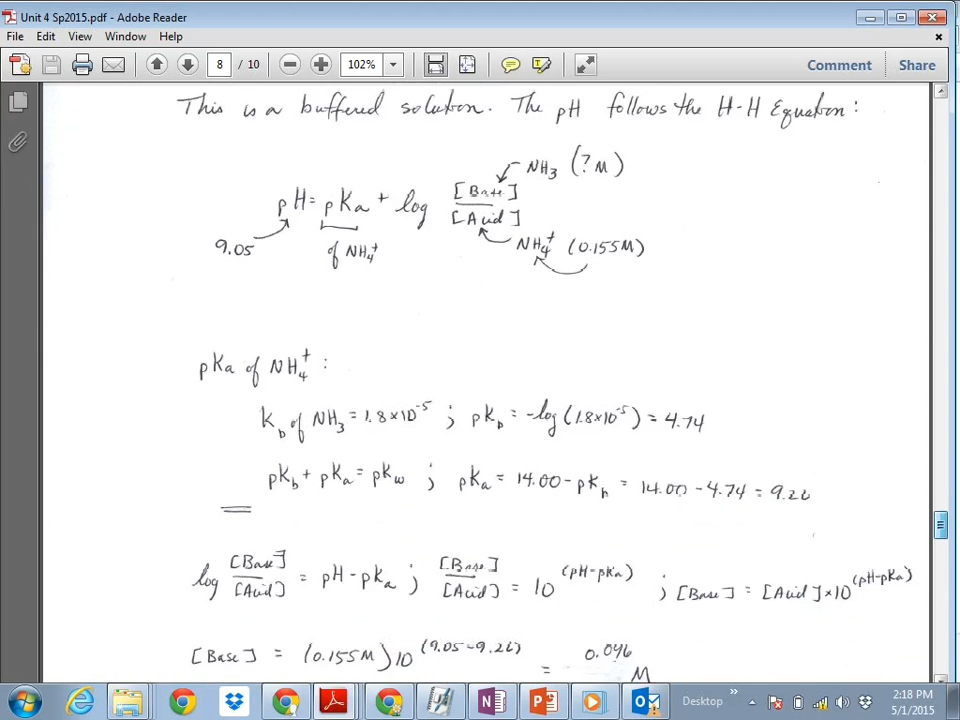 Unit 4 Sp2015.pdf - Adobe Reader
File Edit View Window Help
8 / 10 102% Comment Share
This is a buffered solution. The pH follows the H-H Equation:
NH₃ (? M)
pH = pKa + log [Base]/[Acid]
9.05 of NH₄⁺ NH₄⁺ (0.155M)
pKa of NH₄⁺ :
K_b of NH₃ = 1.8×10⁻⁵ ; pK_b = -log (1.8×10⁻⁵) = 4.74
pK_b + pKa = pKw ; pKa = 14.00 - pK_b = 14.00 - 4.74 = 9.26
log [Base]/[Acid] = pH - pKa ; [Base]/[Acid] = 10^(pH-pKa) ; [Base] = [Acid] × 10^(pH-pKa)
[Base] = (0.155M) 10^(9.05-9.26) = 0.096 M
Desktop 2:18 PM
5/1/2015